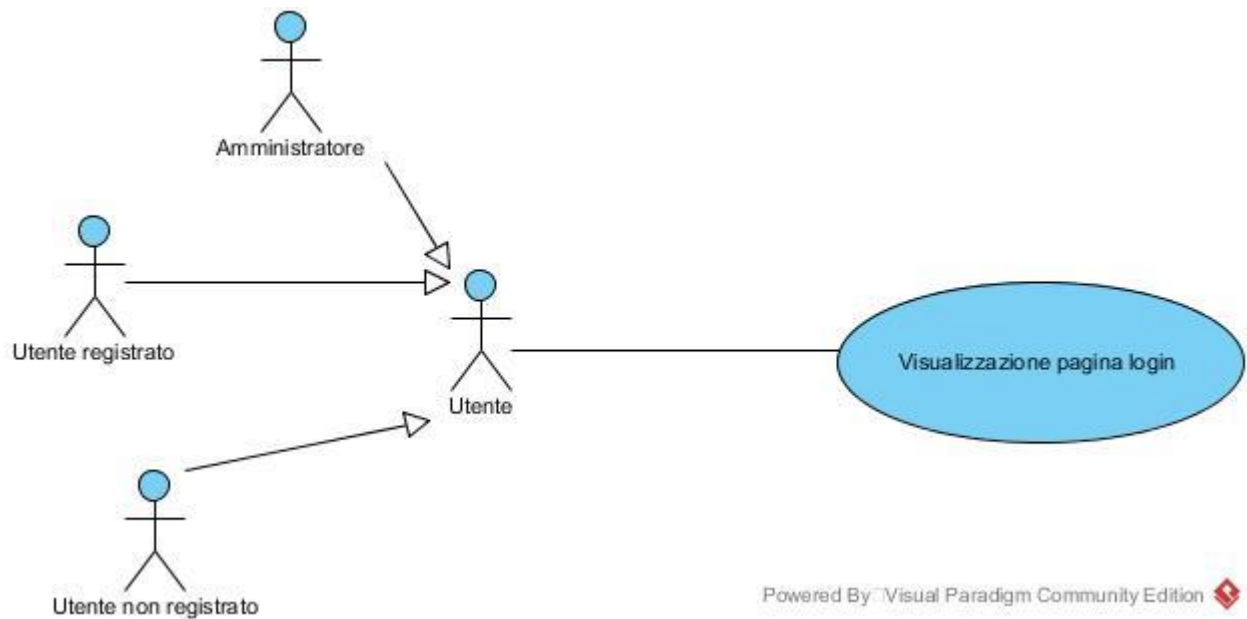 Amministratore
Utente registrato
Utente
Visualizzazione pagina login
Utente non registrato
Powered By Visual Paradigm Community Edition